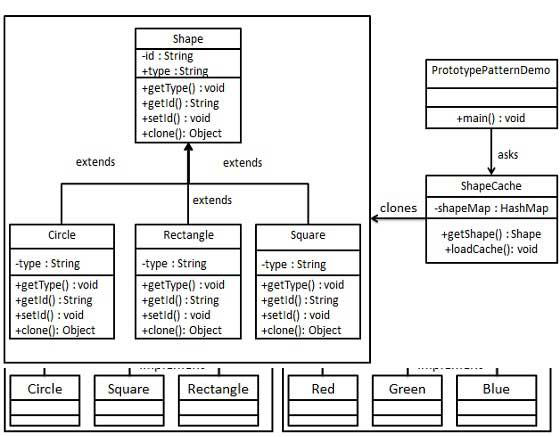 Shape
-id : String
+type : String
+getType() : void
+getId() : String
+setId() : void
+clone(): Object
extends
extends
extends
Circle
-type : String
+getType() : void
+getId() : String
+setId() : void
+clone(): Object
Rectangle
-type : String
+getType() : void
+getId() : String
+setId() : void
+clone(): Object
Square
-type : String
+getType() : void
+getId() : String
+setId() : void
+clone(): Object
PrototypePatternDemo
+main() : void
asks
ShapeCache
-shapeMap : HashMap
+getShape() : Shape
+loadCache(): void
clones
Circle
Square
Rectangle
Red
Green
Blue